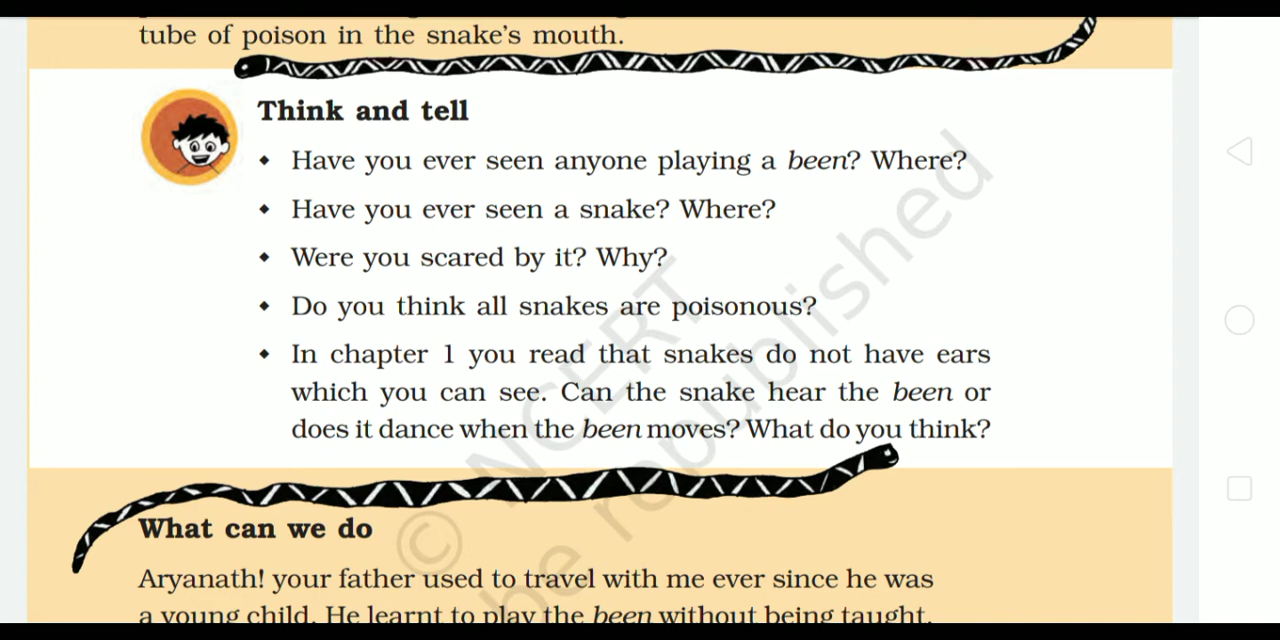 tube of poison in the snake's mouth.
Think and tell
• Have you ever seen anyone playing a been? Where?
• Have you ever seen a snake? Where?
• Were you scared by it? Why?
• Do you think all snakes are poisonous?
• In chapter 1 you read that snakes do not have ears
which you can see. Can the snake hear the been or
does it dance when the been moves? What do you think?
© NCERT
be republished
What can we do
Aryanath! your father used to travel with me ever since he was
a young child. He learnt to play the been without being taught.